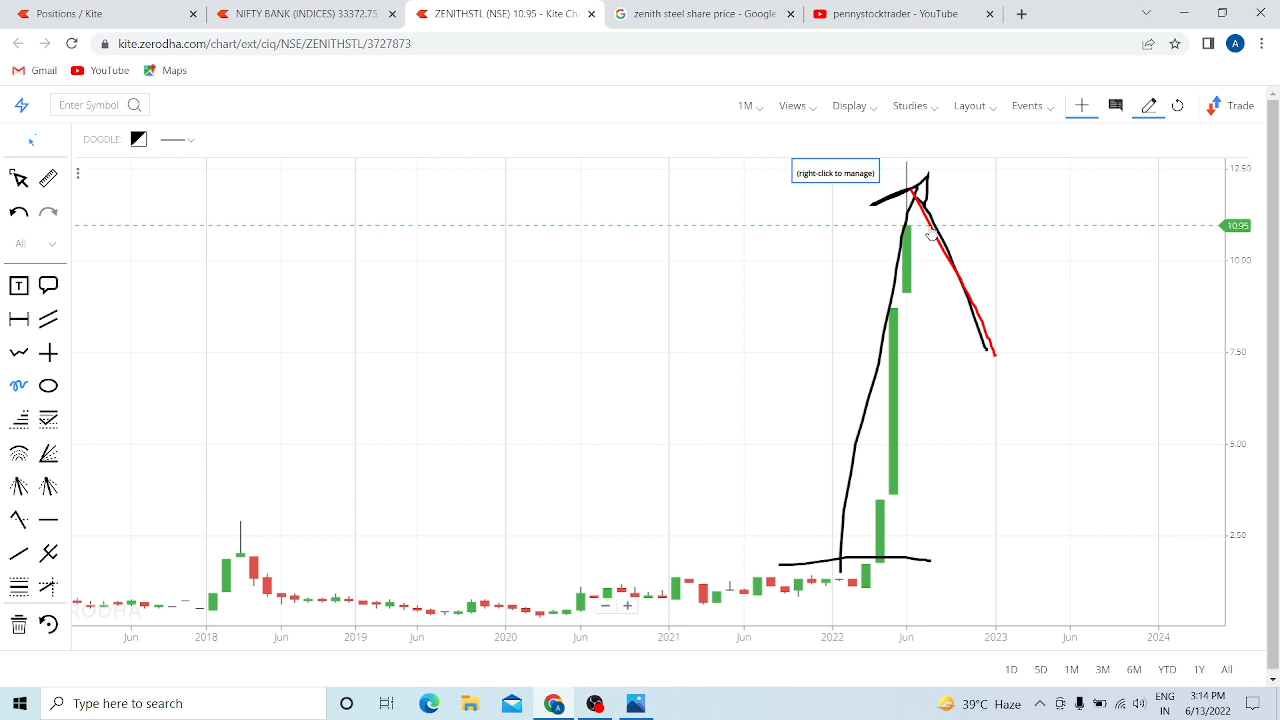 Positions / Kite
NIFTY BANK (INDICES) 33372.75
ZENITHSTL (NSE) 10.95 - Kite Ch
zenith steel share price - Google
pennystocktrader - YouTube
kite.zerodha.com/chart/ext/ciq/NSE/ZENITHSTL/3727873
A
Gmail
YouTube
Maps
Enter Symbol
1M
Views
Display
Studies
Layout
Events
Trade
DOODLE:
(right-click to manage)
12.50
10.95
10.00
7.50
5.00
2.50
All
T
Jun
2018
Jun
2019
Jun
2020
Jun
2021
Jun
2022
Jun
2023
Jun
2024
1D
5D
1M
3M
6M
YTD
1Y
All
Type here to search
39°C Haze
ENG
IN
3:14 PM
6/13/2022